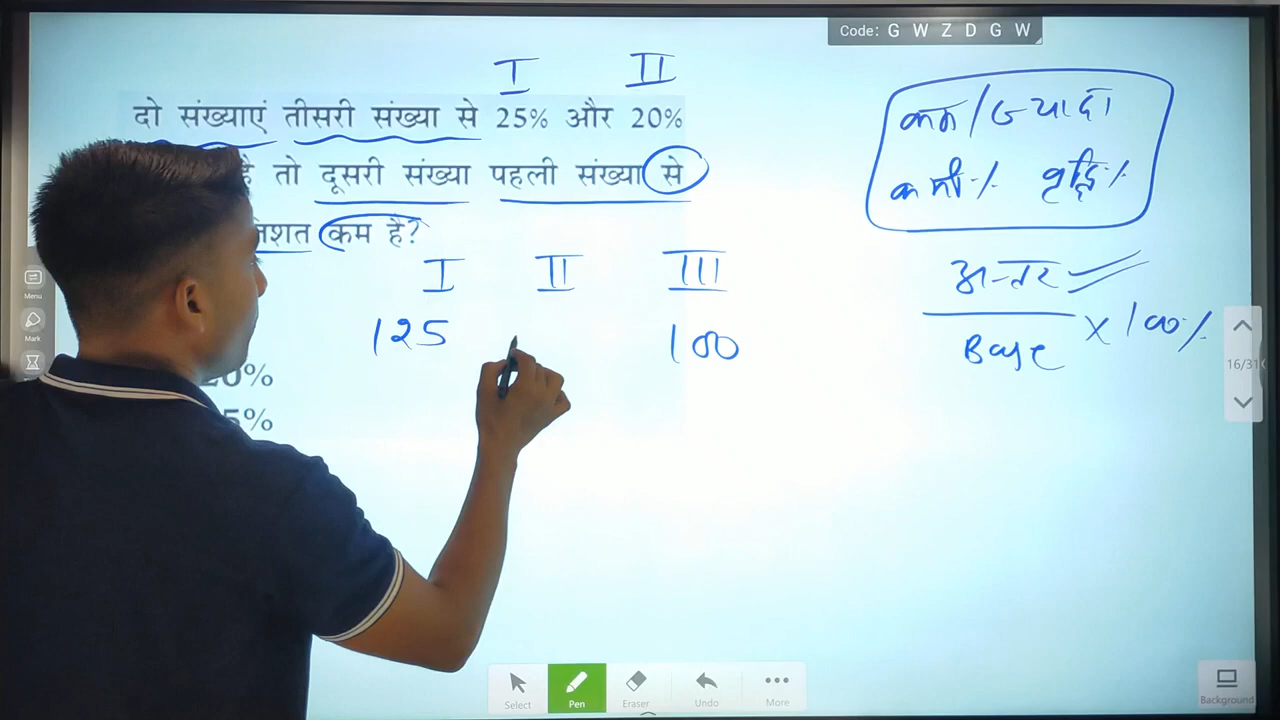 Code: G W Z D G W
I II
दो संख्याएं तीसरी संख्या से 25% और 20%
है तो दूसरी संख्या पहली संख्या से
कम है?
I II III
125 100
20%
5%
कम / ज्यादा
कमी % वृद्धि %
अन्तर
Base
× 100%
Menu
Mark
16/31
Select Pen Eraser Undo More
Background